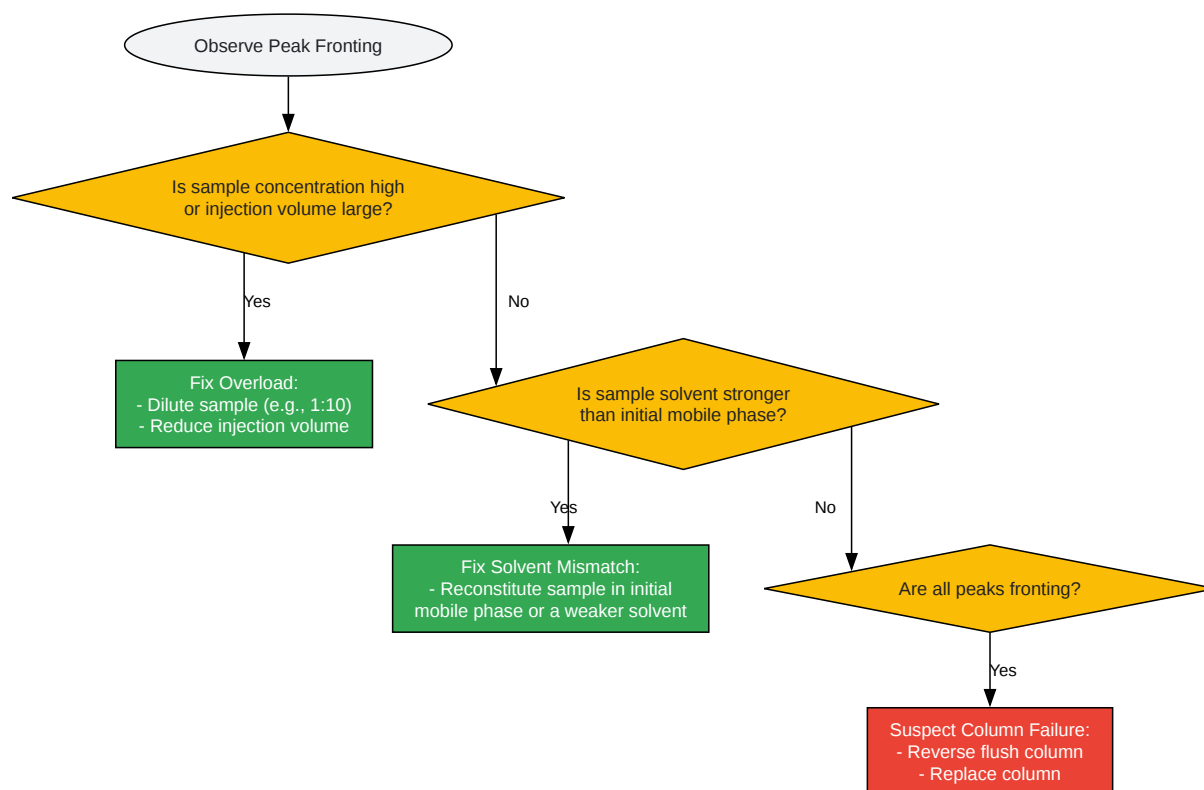 Observe Peak Fronting
Is sample concentration high
or injection volume large?
Yes
No
Fix Overload:
- Dilute sample (e.g., 1:10)
- Reduce injection volume
Is sample solvent stronger
than initial mobile phase?
Yes
No
Fix Solvent Mismatch:
- Reconstitute sample in initial
mobile phase or a weaker solvent
Are all peaks fronting?
Yes
Suspect Column Failure:
- Reverse flush column
- Replace column